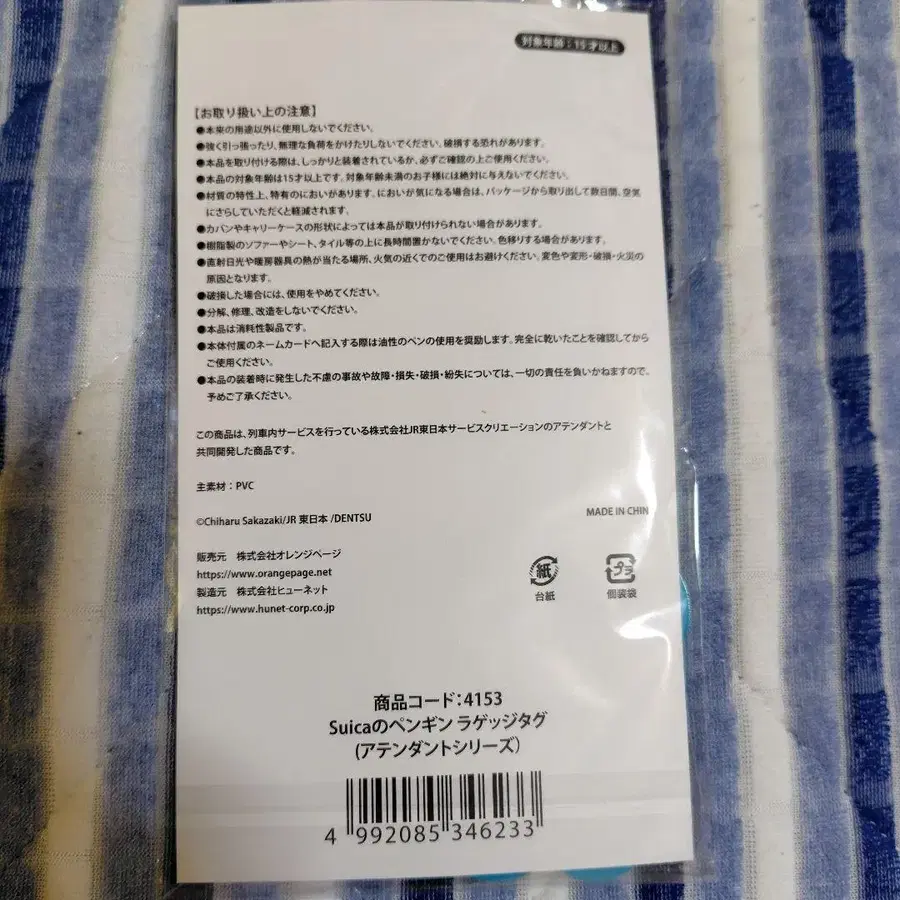 対象年齢：15才以上
【お取り扱い上の注意】
●本来の用途以外に使用しないでください。
●強く引っ張ったり、無理な負荷をかけたりしないでください。破損する恐れがあります。
●本品を取り付ける際は、しっかりと装着されているか、必ずご確認の上ご使用ください。
●本品の対象年齢は15才以上です。対象年齢未満のお子様には絶対に与えないでください。
●材質の特性上、特有のにおいがあります。においが気になる場合は、パッケージから取り出して数日間、空気
にさらしていただくと軽減されます。
●カバンやキャリーケースの形状によっては本品が取り付けられない場合があります。
●樹脂製のソファーやシート、タイル等の上に長時間置かないでください。色移りする場合があります。
●直射日光や暖房器具の熱が当たる場所、火気の近くでのご使用はお避けください。変色や変形・破損・火災の
原因となります。
●破損した場合には、使用をやめてください。
●分解、修理、改造をしないでください。
●本品は消耗性製品です。
●本体付属のネームカードへ記入する際は油性のペンの使用を奨励します。完全に乾いたことを確認してから
ご使用ください。
●本品の装着時に発生した不慮の事故や故障・損失・破損・紛失については、一切の責任を負いかねますので、
予めご了承ください。
この商品は、列車内サービスを行っている株式会社JR東日本サービスクリエーションのアテンダントと
共同開発した商品です。
主素材：PVC
©Chiharu Sakazaki/JR 東日本 /DENTSU
MADE IN CHIN
販売元 株式会社オレンジページ
https://www.orangepage.net
製造元 株式会社ヒューネット
https://www.hunet-corp.co.jp
紙
台紙
プラ
個装袋
商品コード：4153
Suicaのペンギン ラゲッジタグ
(アテンダントシリーズ)
4 992085 346233